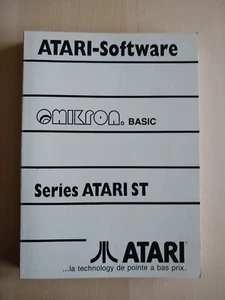 ATARI-Software
OMIKRON. BASIC
Series ATARI ST
ATARI
...la technology de pointe a bas prix.